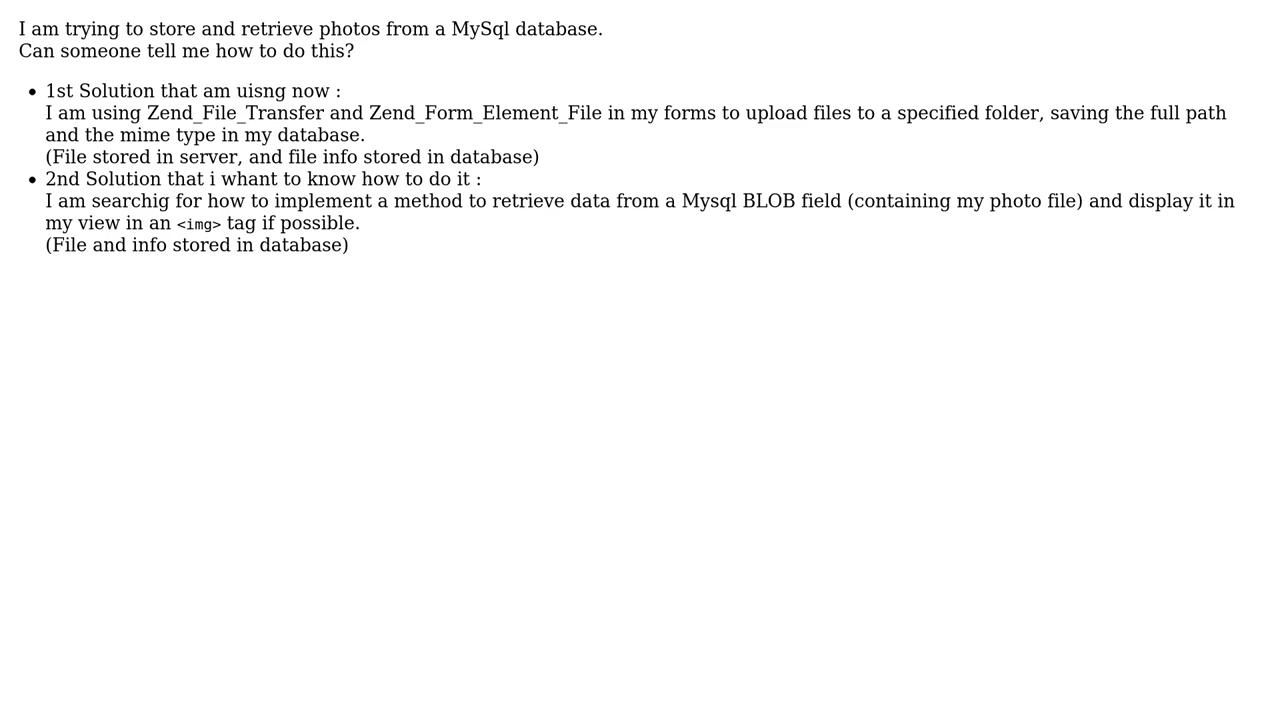 I am trying to store and retrieve photos from a MySql database.
Can someone tell me how to do this?
• 1st Solution that am uisng now :
I am using Zend_File_Transfer and Zend_Form_Element_File in my forms to upload files to a specified folder, saving the full path
and the mime type in my database.
(File stored in server, and file info stored in database)
• 2nd Solution that i whant to know how to do it :
I am searchig for how to implement a method to retrieve data from a Mysql BLOB field (containing my photo file) and display it in
my view in an <img> tag if possible.
(File and info stored in database)